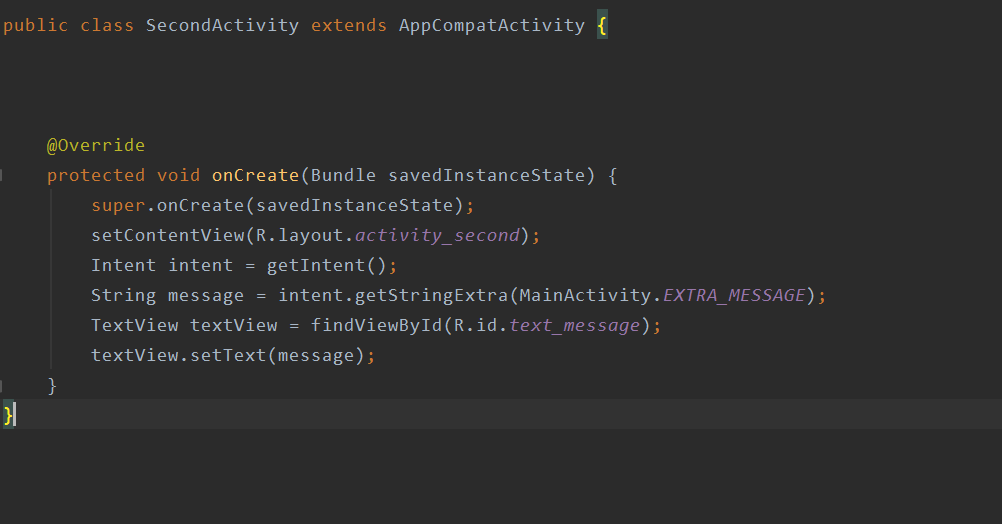 public class SecondActivity extends AppCompatActivity {
@Override
protected void onCreate(Bundle savedInstanceState) {
super.onCreate(savedInstanceState);
setContentView(R.layout.activity_second);
Intent intent = getIntent();
String message = intent.getStringExtra(MainActivity.EXTRA_MESSAGE);
TextView textView = findViewById(R.id.text_message);
textView.setText(message);
}
}